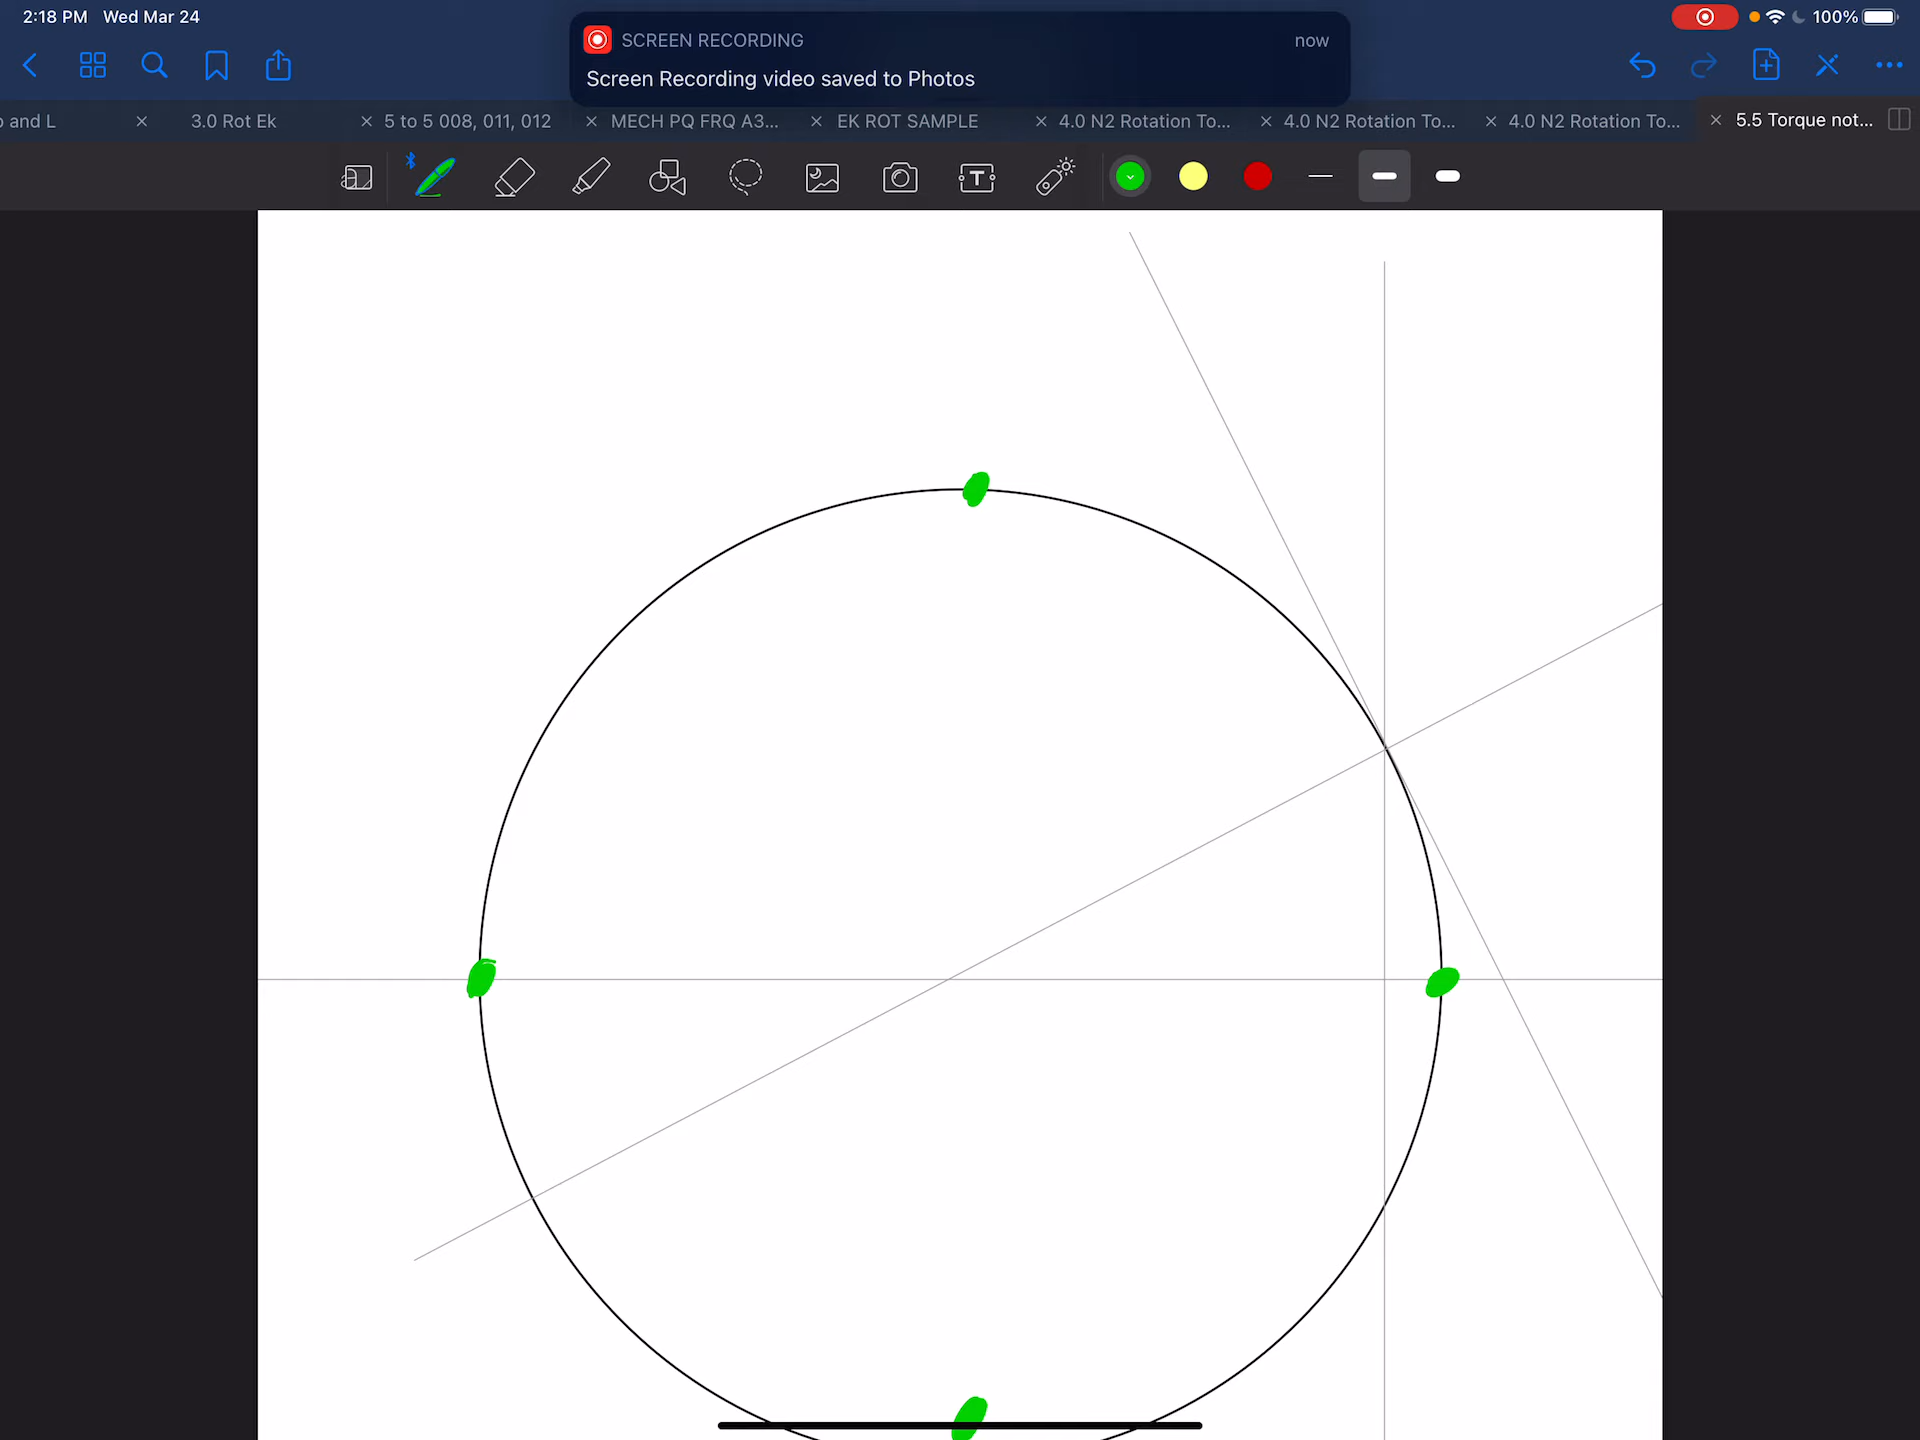 2:18 PM Wed Mar 24
100%
SCREEN RECORDING
now
Screen Recording video saved to Photos
and L
3.0 Rot Ek
5 to 5 008, 011, 012
MECH PQ FRQ A3...
EK ROT SAMPLE
4.0 N2 Rotation To...
4.0 N2 Rotation To...
4.0 N2 Rotation To...
5.5 Torque not...
T